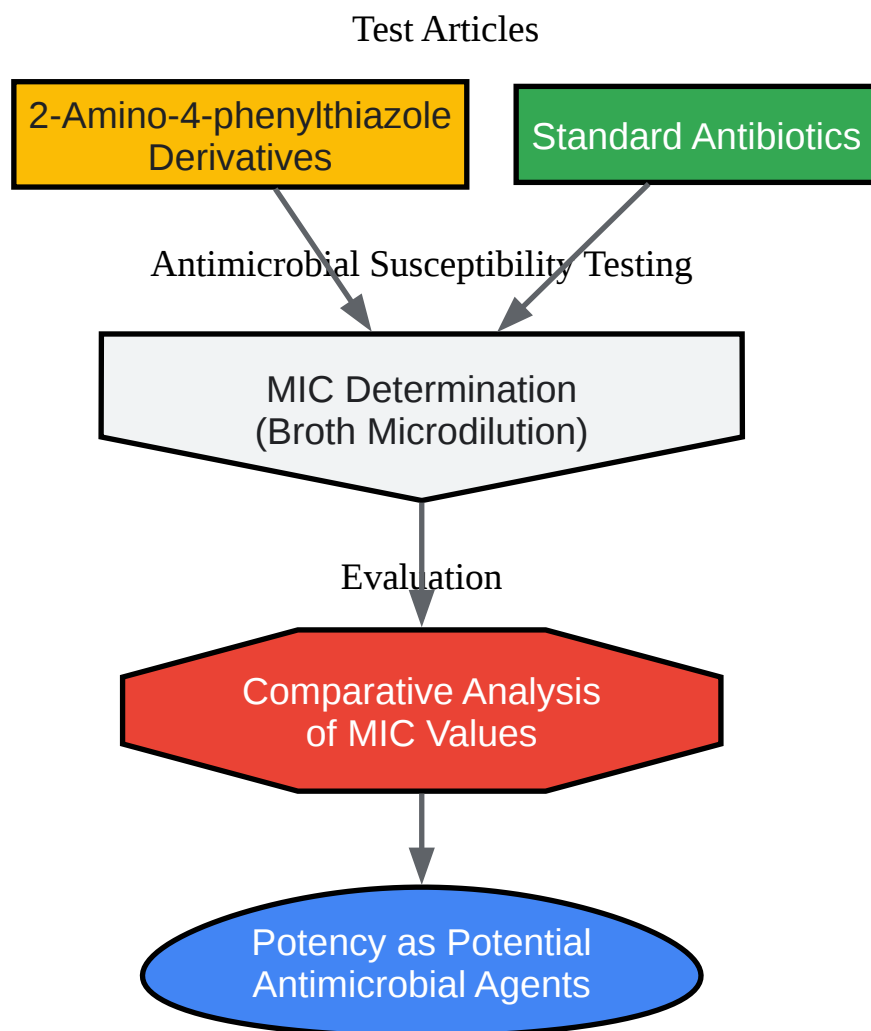 Test Articles
2-Amino-4-phenylthiazole
Derivatives
Standard Antibiotics
Antimicrobial Susceptibility Testing
MIC Determination
(Broth Microdilution)
Evaluation
Comparative Analysis
of MIC Values
Potency as Potential
Antimicrobial Agents